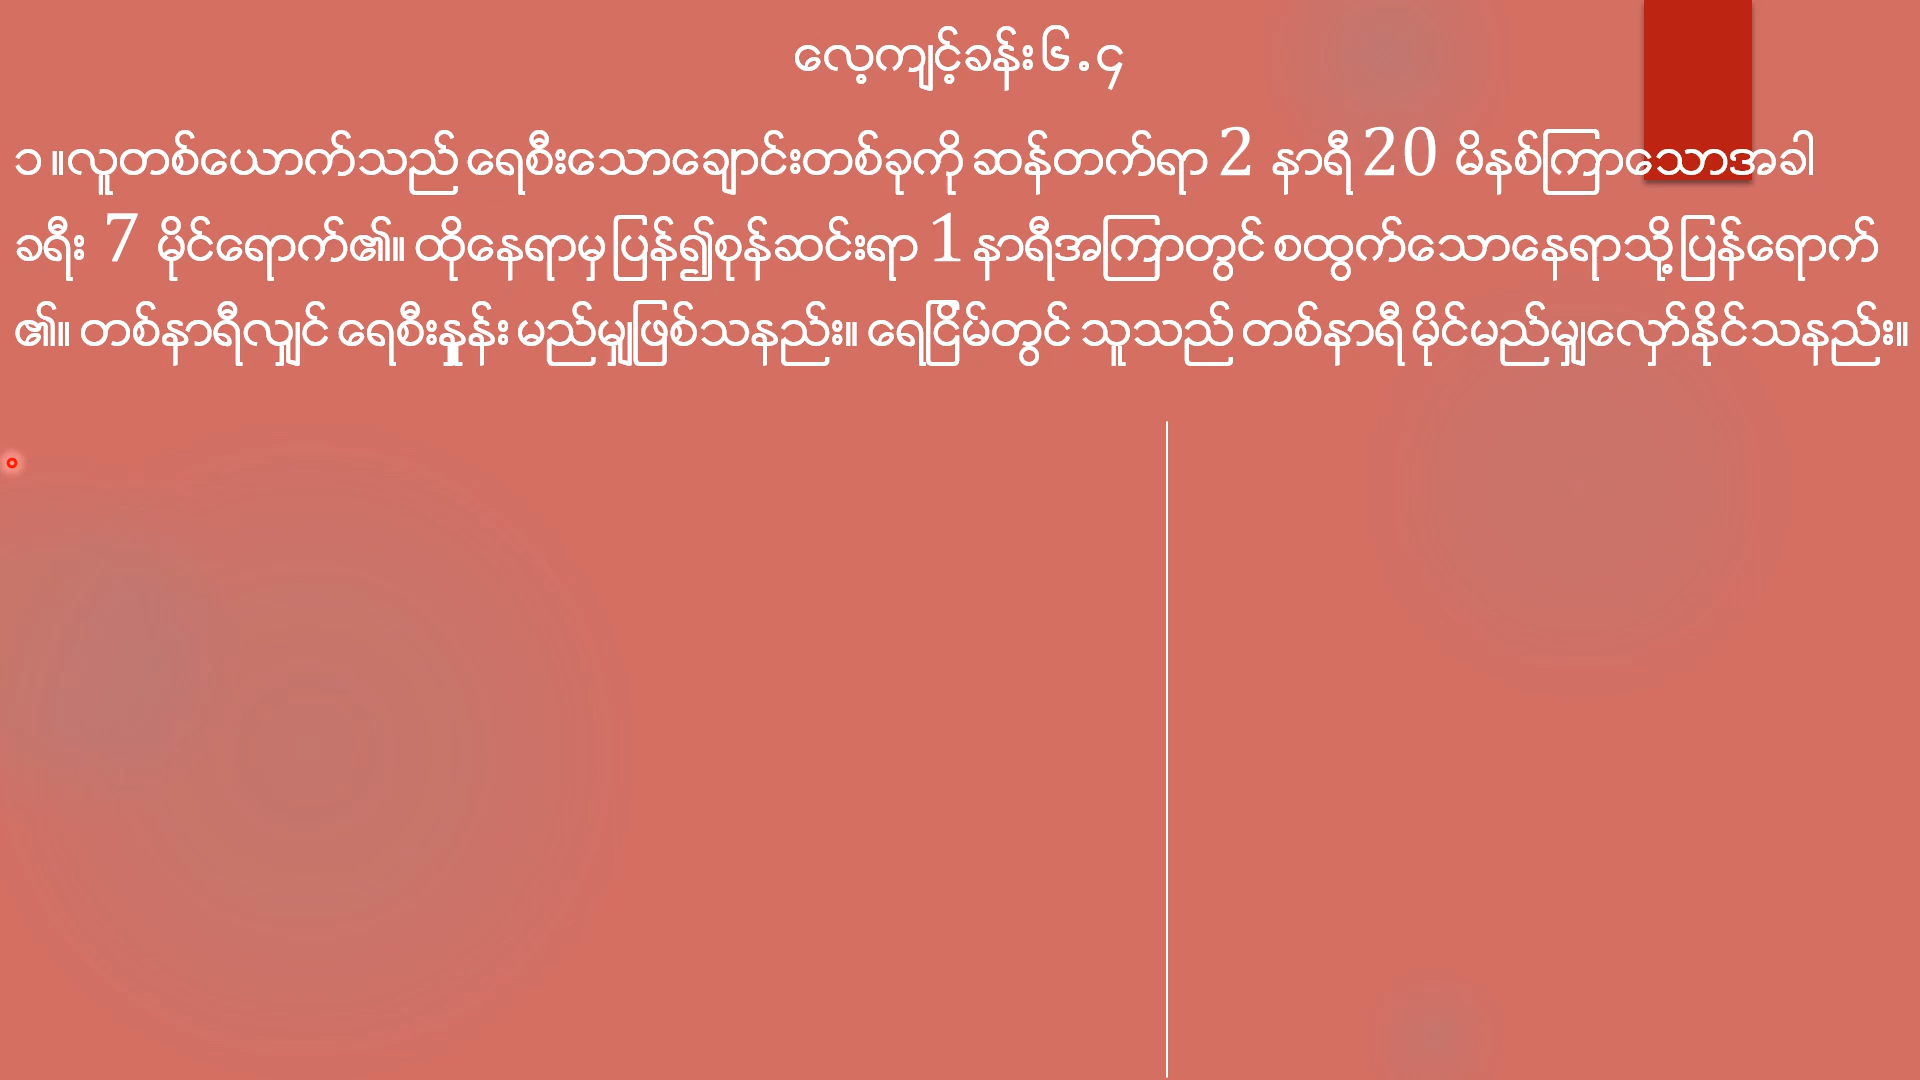 လေ့ကျင့်ခန်း၆.၄
၁။လူတစ်ယောက်သည် ရေစီးသောချောင်းတစ်ခုကို ဆန်တက်ရာ 2 နာရီ 20 မိနစ်ကြာသောအခါ
ခရီး 7 မိုင်ရောက်၏။ ထိုနေရာမှ ပြန်၍စုန်ဆင်းရာ 1 နာရီအကြာတွင် စထွက်သောနေရာသို့ ပြန်ရောက်
၏။ တစ်နာရီလျှင် ရေစီးနှုန်း မည်မျှဖြစ်သနည်း။ ရေငြိမ်တွင် သူသည် တစ်နာရီ မိုင်မည်မျှလှော်နိုင်သနည်း။